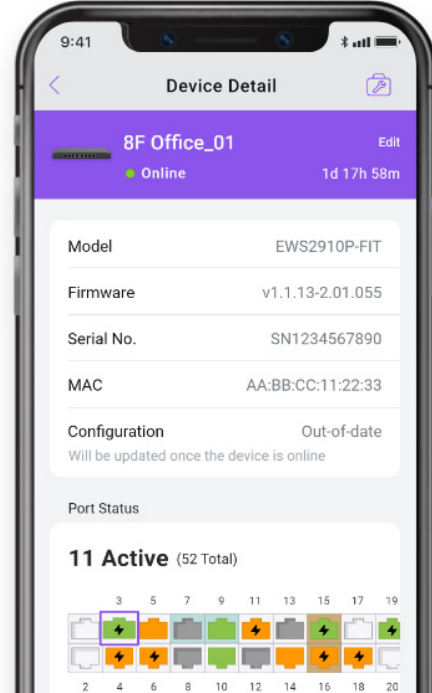 9:41
Device Detail
8F Office_01
Edit
Online
1d 17h 58m
Model
EWS2910P-FIT
Firmware
v1.1.13-2.01.055
Serial No.
SN1234567890
MAC
AA:BB:CC:11:22:33
Configuration
Out-of-date
Will be updated once the device is online
Port Status
11 Active (52 Total)
3 5 7 9 11 13 15 17 19
2 4 6 8 10 12 14 16 18 20